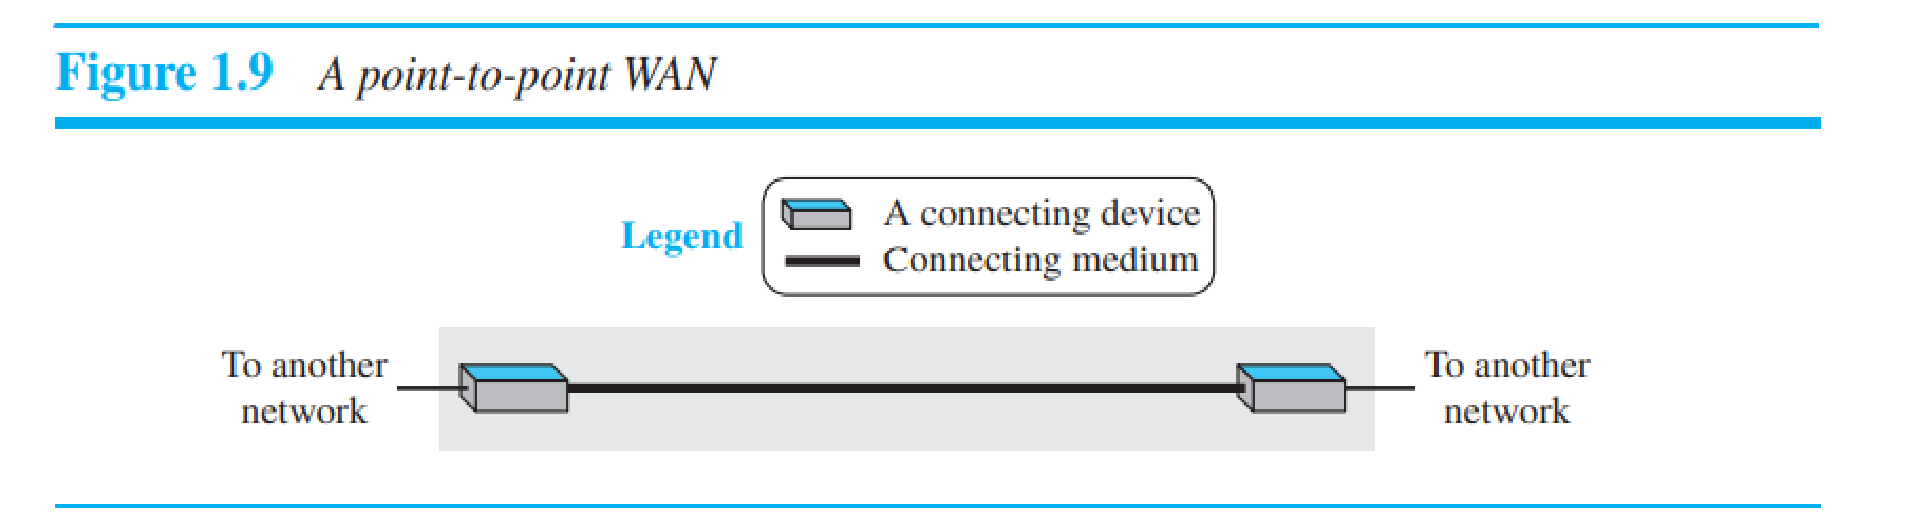 Figure 1.9 A point-to-point WAN
Legend
A connecting device
Connecting medium
To another
network
To another
network